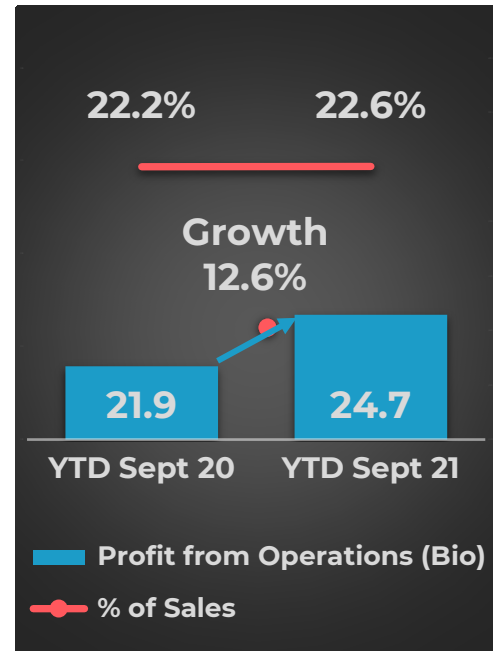 22.2% 22.6%
Growth
12.6%
21.9 24.7
YTD Sept 20 YTD Sept 21
Profit from Operations (Bio)
% of Sales